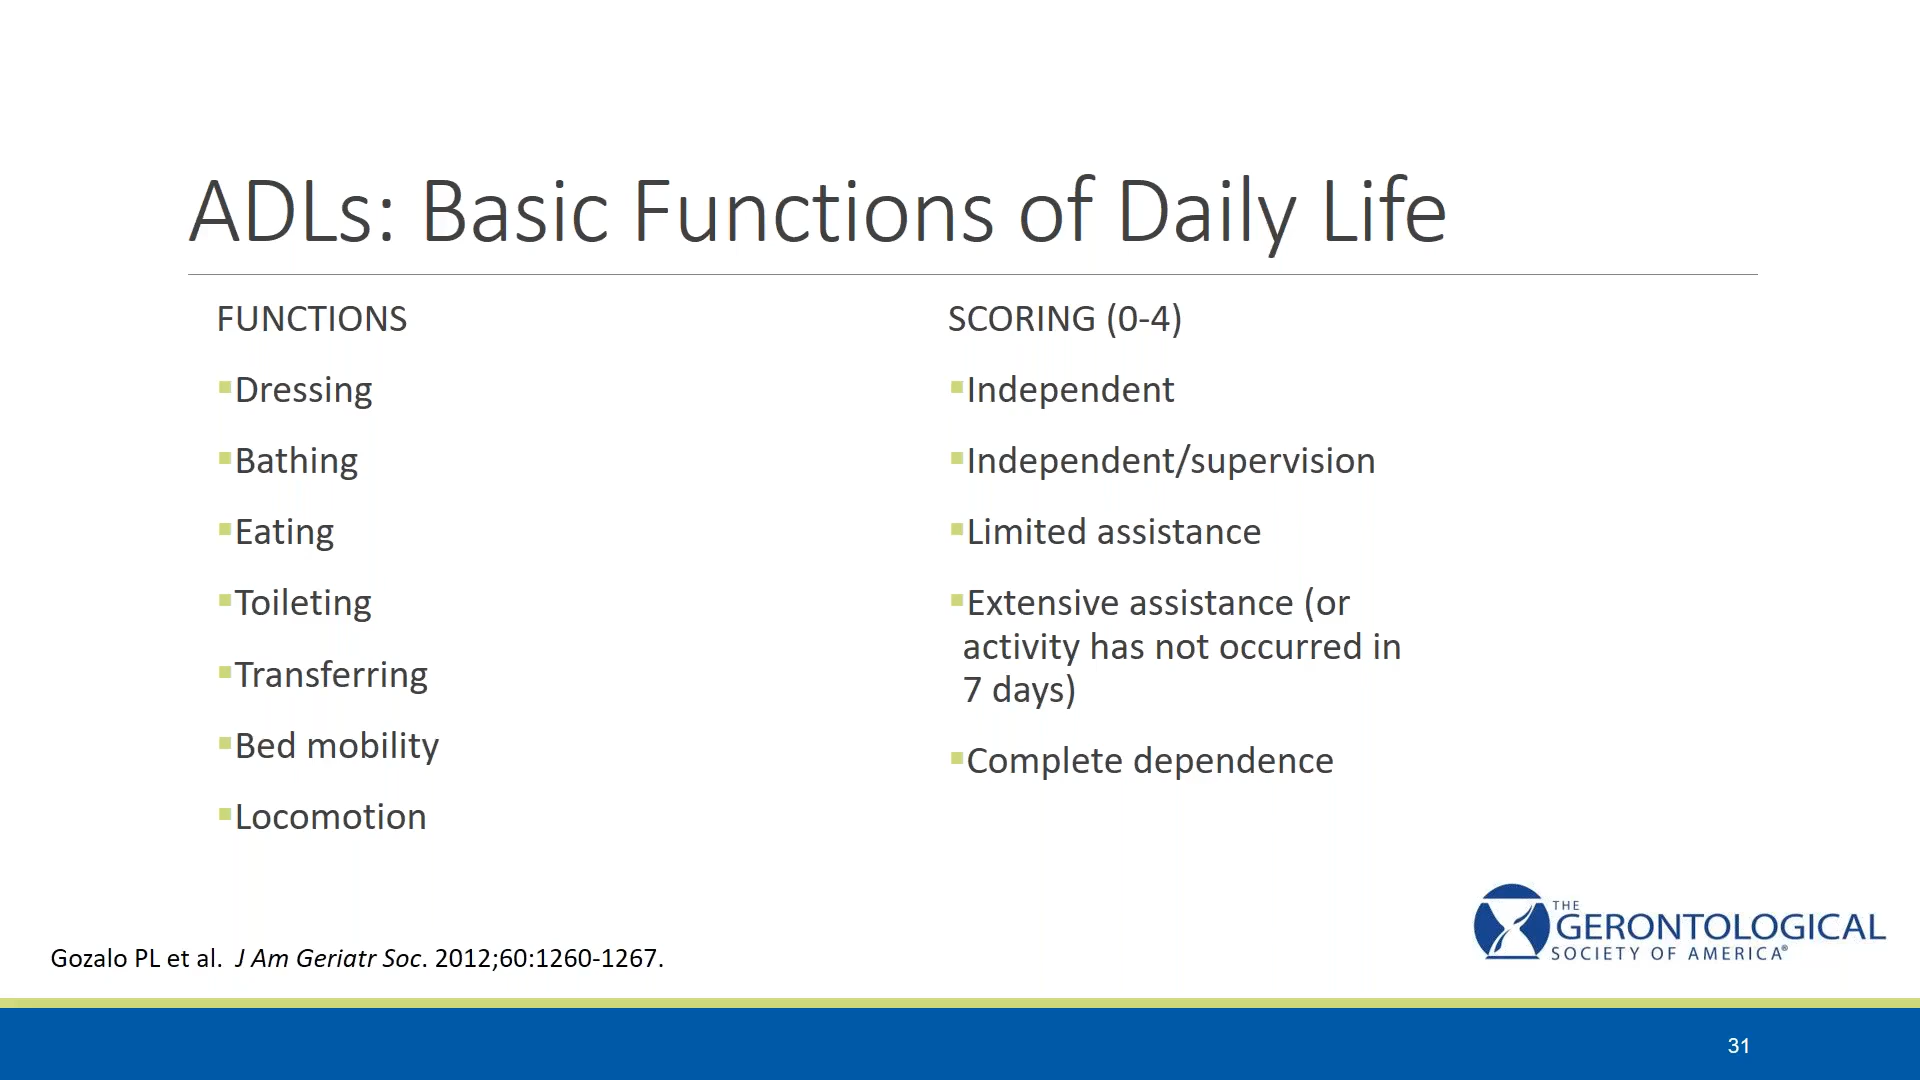 ADLs: Basic Functions of Daily Life
FUNCTIONS
Dressing
Bathing
Eating
Toileting
Transferring
Bed mobility
Locomotion
SCORING (0-4)
Independent
Independent/supervision
Limited assistance
Extensive assistance (or
activity has not occurred in
7 days)
Complete dependence
Gozalo PL et al. J Am Geriatr Soc. 2012;60:1260-1267.
THE
GERONTOLOGICAL
SOCIETY OF AMERICA®
31